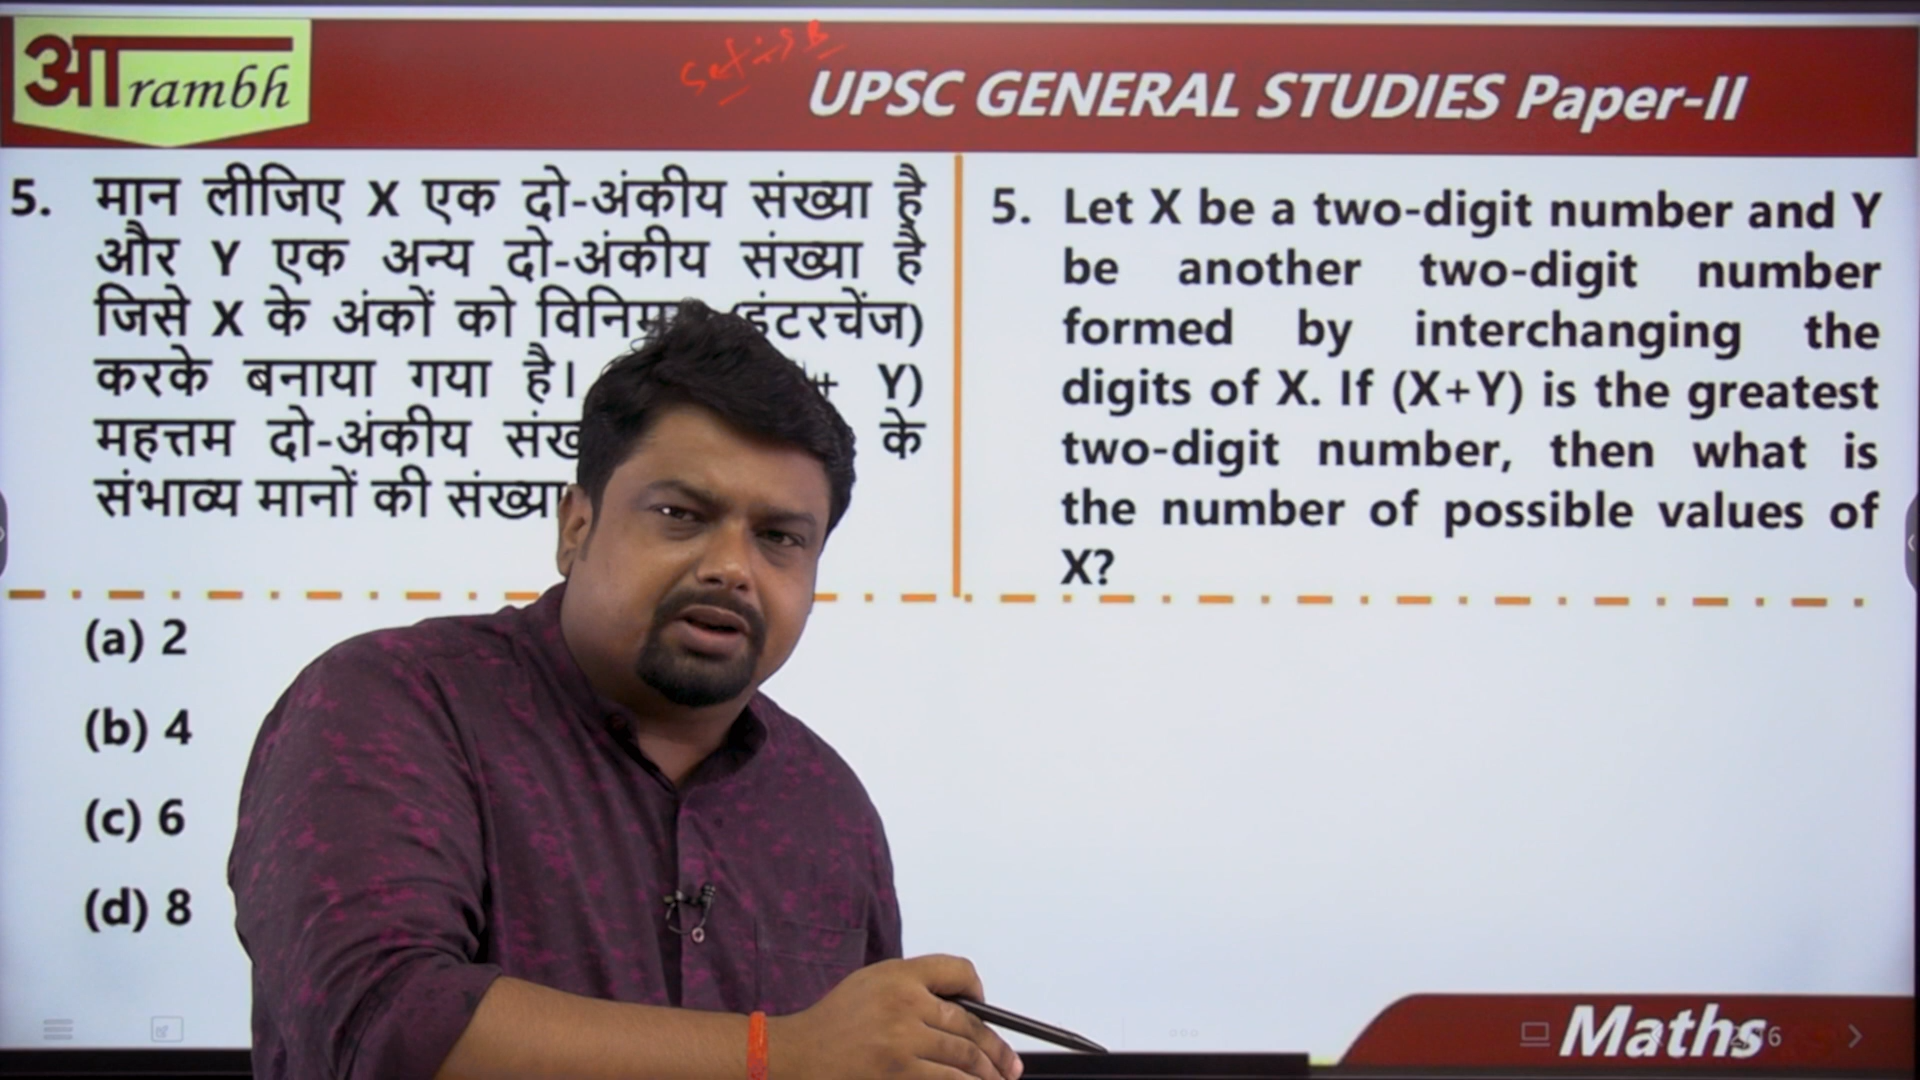 आrambh
Set:-B
UPSC GENERAL STUDIES Paper-II
5. मान लीजिए X एक दो-अंकीय संख्या है
और Y एक अन्य दो-अंकीय संख्या है
जिसे X के अंकों को (इंटरचेंज)
करके बनाया गया है। + Y)
महत्तम दो-अंकीय के
संभाव्य मानों की संख्या
5. Let X be a two-digit number and Y
be another two-digit number
formed by interchanging the
digits of X. If (X+Y) is the greatest
two-digit number, then what is
the number of possible values of
X?
(a) 2
(b) 4
(c) 6
(d) 8
Maths